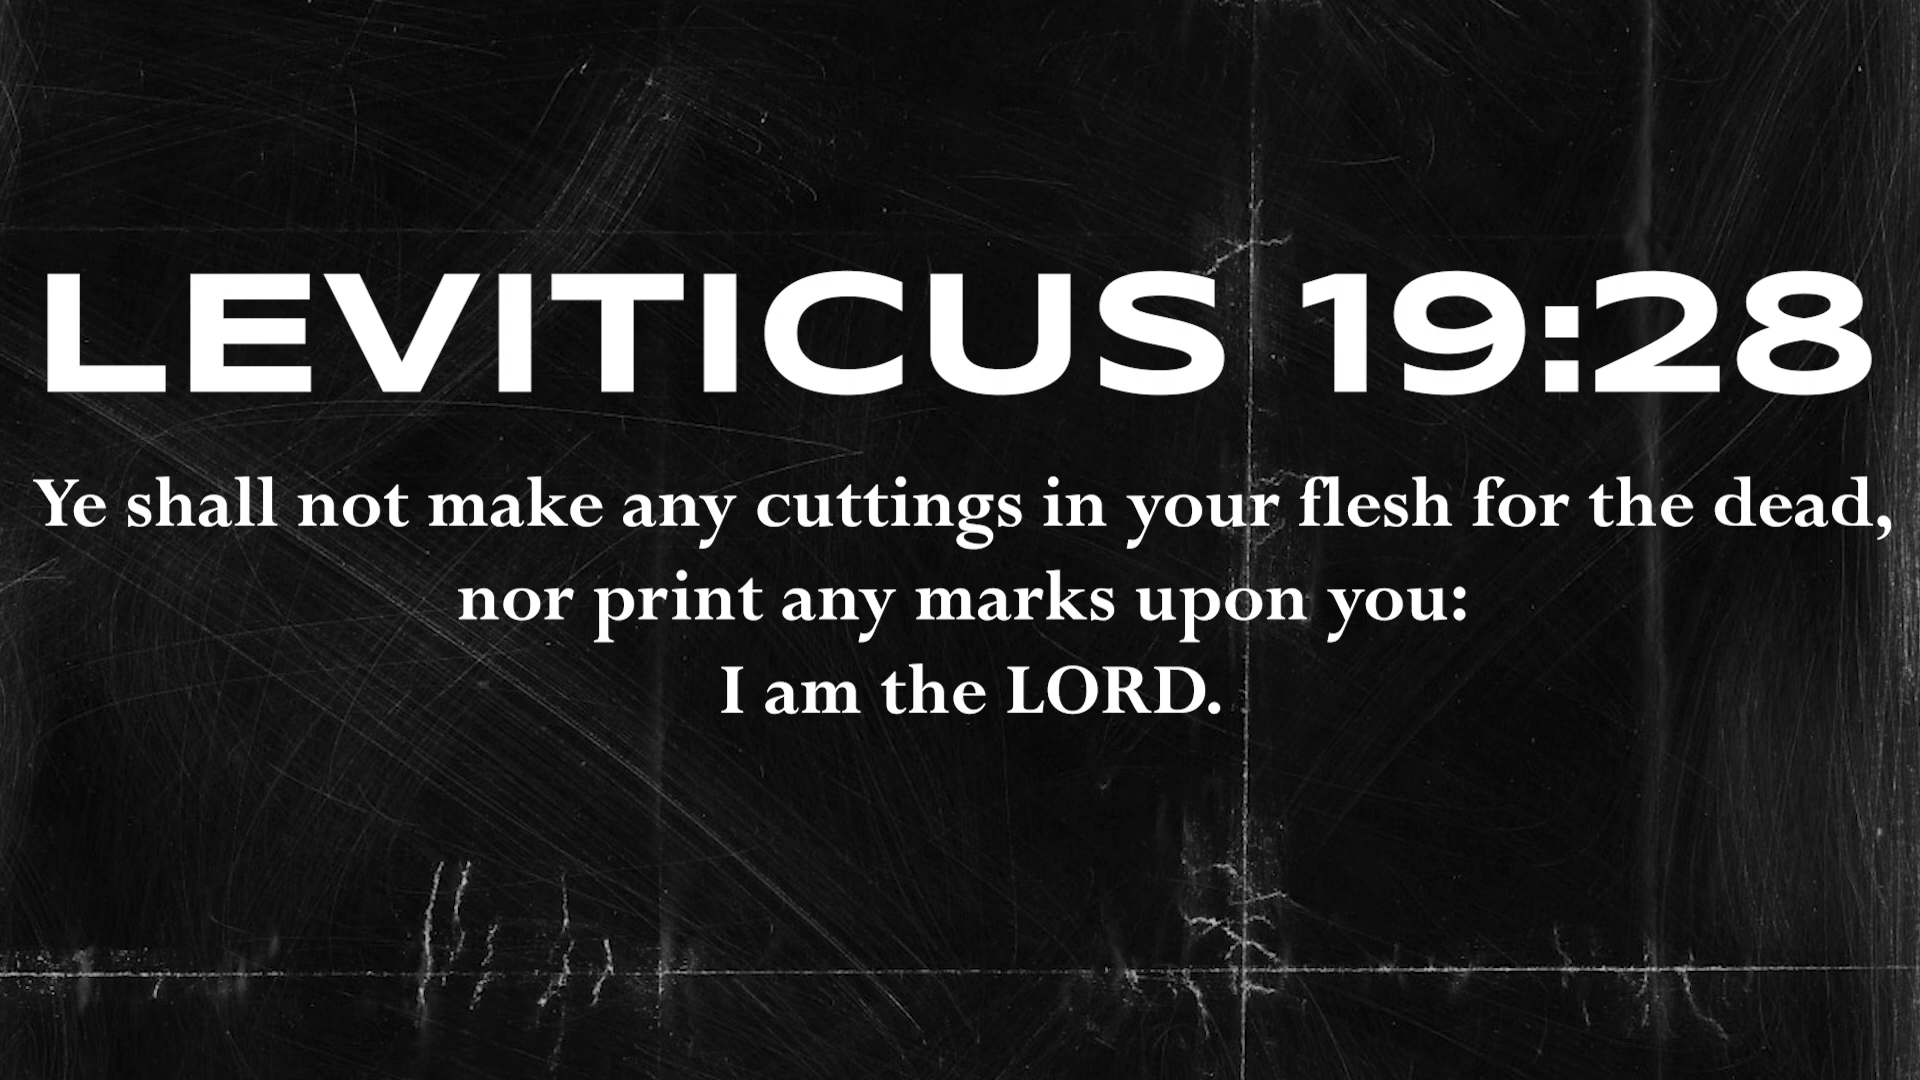 LEVITICUS 19:28
Ye shall not make any cuttings in your flesh for the dead,
nor print any marks upon you:
I am the LORD.